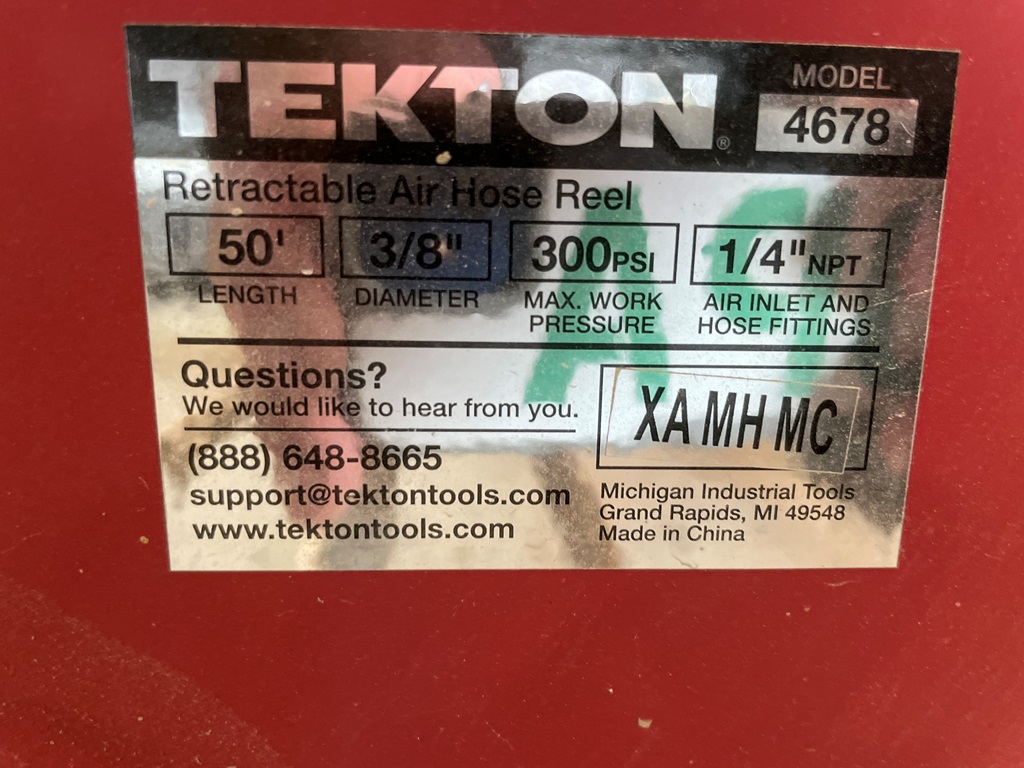 TEKTON®
MODEL
4678
Retractable Air Hose Reel
50'
LENGTH
3/8"
DIAMETER
300PSI
MAX. WORK
PRESSURE
1/4"NPT
AIR INLET AND
HOSE FITTINGS
Questions?
We would like to hear from you.
(888) 648-8665
support@tektontools.com
www.tektontools.com
XA MH MC
Michigan Industrial Tools
Grand Rapids, MI 49548
Made in China